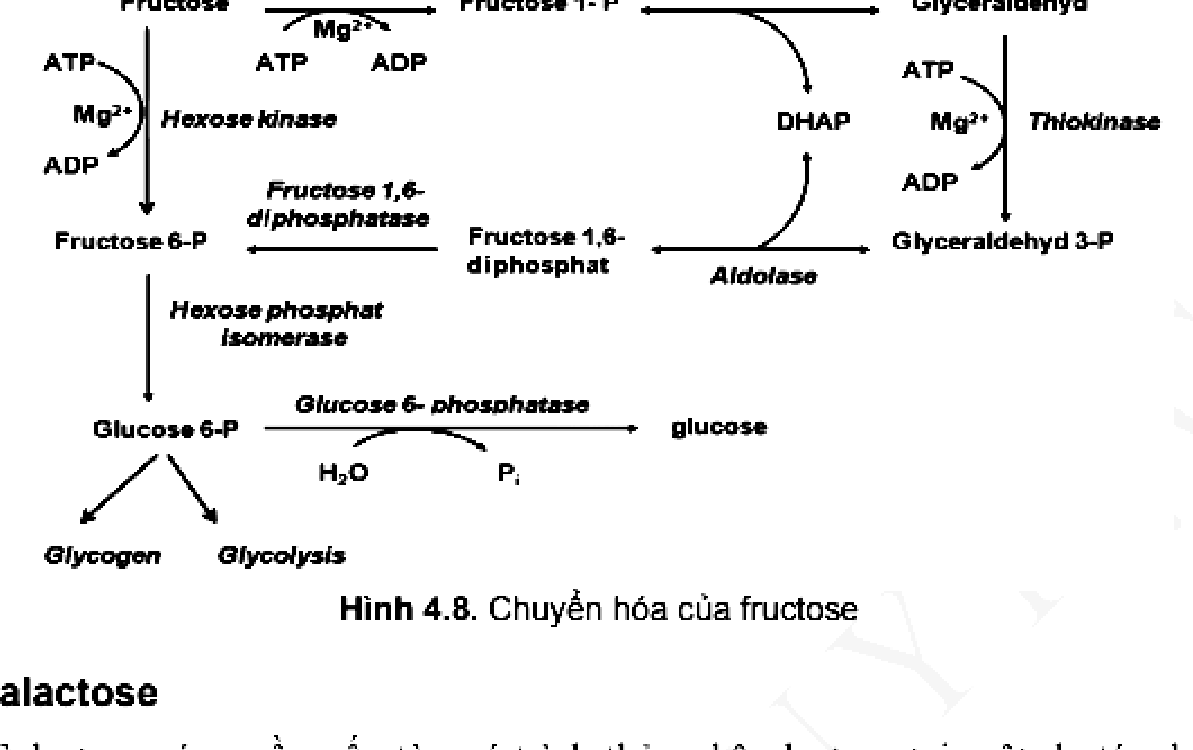 Fructose Fructose 1- P Glyceraldehyd
Mg²⁺
ATP ATP ADP ATP
Mg²⁺ Hexose kinase DHAP Mg²⁺ Thiokinase
ADP ADP
Fructose 1,6-
diphosphatase
Fructose 6-P Fructose 1,6- Glyceraldehyd 3-P
diphosphat
Aldolase
Hexose phosphat
isomerase
Glucose 6- phosphatase
Glucose 6-P glucose
H₂O Pᵢ
Glycogen Glycolysis
Hình 4.8. Chuyển hóa của fructose
alactose